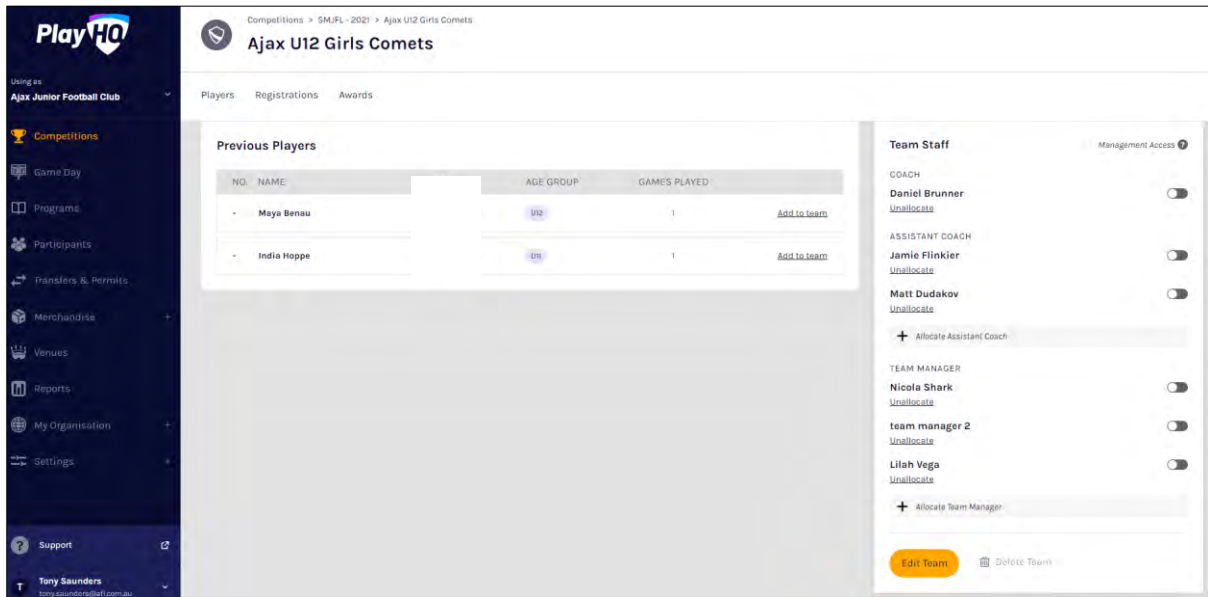 PlayHQ
Using as
Ajax Junior Football Club
Competitions
Game Day
Programs
Participants
Transfers & Permits
Merchandise +
Venues
Reports
My Organisation +
Settings +
? Support
T Tony Saunders
tony.saunders@afl.com.au
Competitions > SMJFL - 2021 > Ajax U12 Girls Comets
Ajax U12 Girls Comets
Players Registrations Awards
Previous Players
NO. NAME AGE GROUP GAMES PLAYED
- Maya Benau U12 1 Add to team
- India Hoppe U11 1 Add to team
Team Staff Management Access ?
COACH
Daniel Brunner
Unallocate
ASSISTANT COACH
Jamie Flinkier
Unallocate
Matt Dudakov
Unallocate
+ Allocate Assistant Coach
TEAM MANAGER
Nicola Shark
Unallocate
team manager 2
Unallocate
Lilah Vega
Unallocate
+ Allocate Team Manager
Edit Team Delete Team